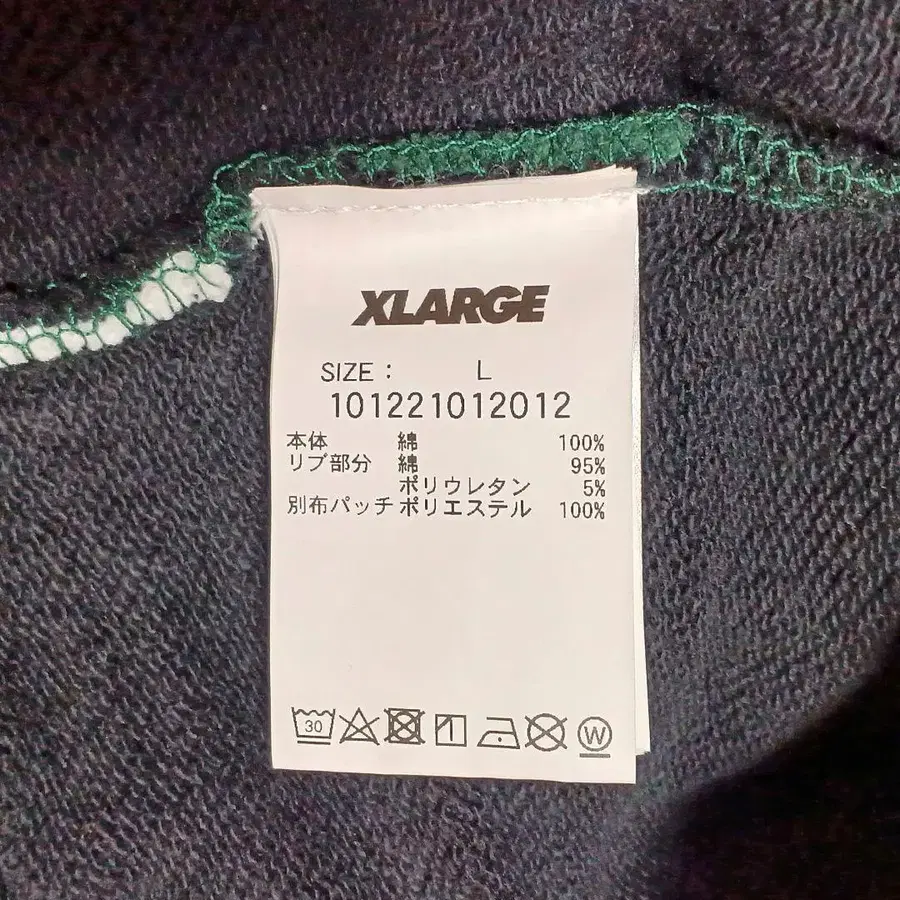 XLARGE
SIZE : L
101221012012
本体 綿 100%
リブ部分 綿 95%
ポリウレタン 5%
別布パッチ ポリエステル 100%
30 W